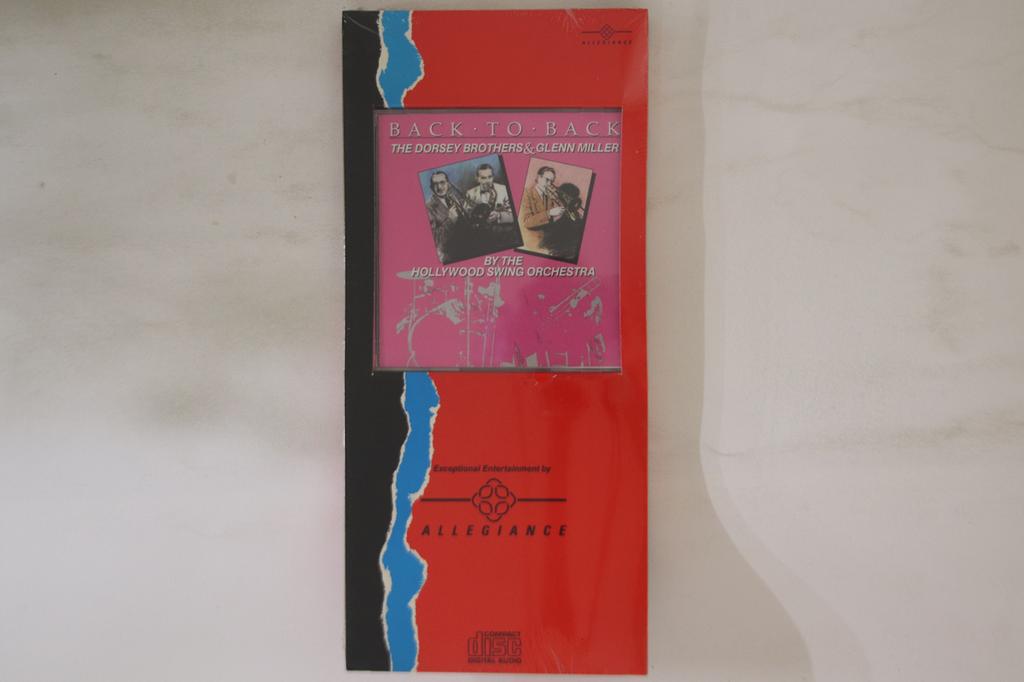 ALLEGIANCE
BACK · TO · BACK
THE DORSEY BROTHERS & GLENN MILLER
BY THE
HOLLYWOOD SWING ORCHESTRA
Exceptional Entertainment by
ALLEGIANCE
COMPACT
disc
DIGITAL AUDIO